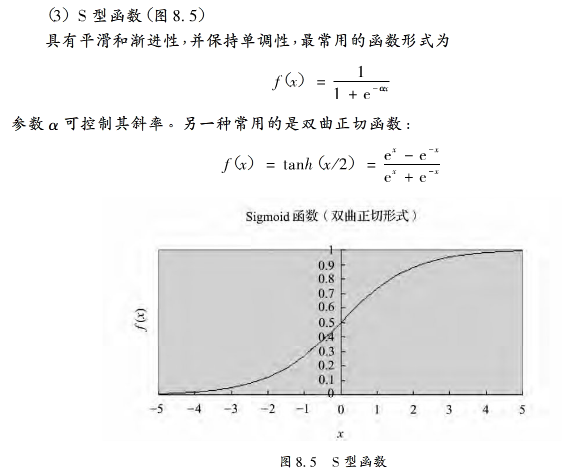 (3) S 型函数(图8.5)
具有平滑和渐进性,并保持单调性,最常用的函数形式为
f(x) = 1 / (1 + e^{-αx})
参数 α 可控制其斜率。另一种常用的是双曲正切函数:
f(x) = tanh(x/2) = (e^x - e^{-x}) / (e^x + e^{-x})
Sigmoid 函数(双曲正切形式)
1
0.9
0.8
0.7
0.6
0.5
0.4
0.3
0.2
0.1
0
f(x)
-5 -4 -3 -2 -1 0 1 2 3 4 5
x
图 8.5 S 型函数